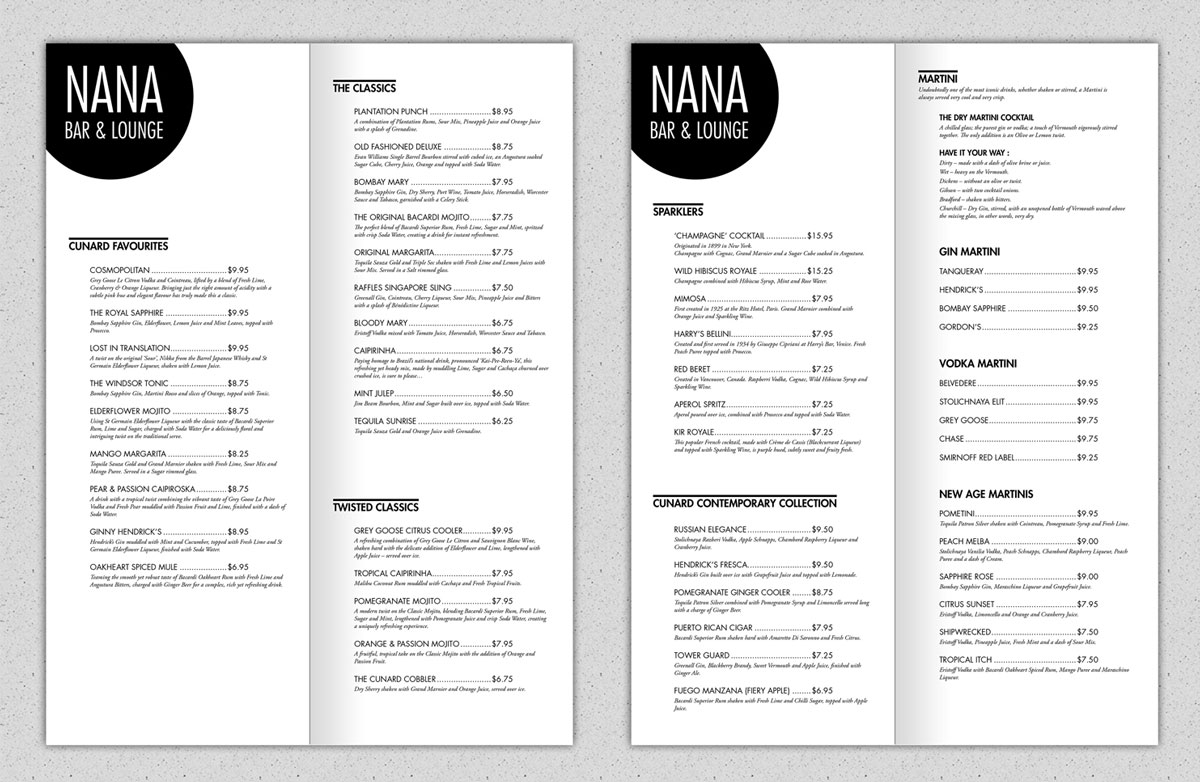 NANA
BAR & LOUNGE
CUNARD FAVOURITES
COSMOPOLITAN ........................$9.95
Grey Goose Le Citron Vodka and Cointreau, lifted by a blend of Fresh Lime,
Cranberry & Orange Liqueur. Bringing just the right amount of acidity with a
subtle pink hue and elegant flavour has truly made this a classic.
THE ROYAL SAPPHIRE ........................$9.95
Bombay Sapphire Gin, Elderflower, Lemon Juice and Mint Leaves, topped with
Prosecco.
LOST IN TRANSLATION........................$9.95
A twist on the original 'Sour', Nikka from the Barrel Japanese Whisky and St
Germain Elderflower Liqueur, shaken with Lemon Juice.
THE WINDSOR TONIC ........................$8.75
Bombay Sapphire Gin, Martini Rosso and slices of Orange, topped with Tonic.
ELDERFLOWER MOJITO ........................$8.75
Using St Germain Elderflower Liqueur with the classic taste of Bacardi Superior
Rum, Lime and Sugar, charged with Soda Water for a deliciously floral and
intriguing twist on the traditional serve.
MANGO MARGARITA ........................$8.25
Tequila Sauza Gold and Grand Marnier shaken with Fresh Lime, Sour Mix and
Mango Puree. Served in a Sugar rimmed glass.
PEAR & PASSION CAIPIROSKA............$8.75
A drink with a tropical twist combining the vibrant taste of Grey Goose La Poire
Vodka and Fresh Pear muddled with Passion Fruit and Lime, finished with a dash of
Soda Water.
GINNY HENDRICK'S ........................$8.95
Hendricks Gin muddled with Mint and Cucumber, topped with Fresh Lime and St
Germain Elderflower Liqueur, finished with Soda Water.
OAKHEART SPICED MULE ..................$6.95
Teaming the smooth yet robust taste of Bacardi Oakheart Rum with Fresh Lime and
Angostura Bitters, charged with Ginger Beer for a complex, rich yet refreshing drink.
THE CLASSICS
PLANTATION PUNCH ........................$8.95
A combination of Plantation Rums, Sour Mix, Pineapple Juice and Orange Juice
with a splash of Grenadine.
OLD FASHIONED DELUXE ..................$8.75
Evan Williams Single Barrel Bourbon stirred with cubed ice, an Angostura soaked
Sugar Cube, Cherry Juice, Orange and topped with Soda Water.
BOMBAY MARY ........................$7.95
Bombay Sapphire Gin, Dry Sherry, Port Wine, Tomato Juice, Horseradish, Worcester
Sauce and Tabasco, garnished with a Celery Stick.
THE ORIGINAL BACARDI MOJITO.......$7.75
The perfect blend of Bacardi Superior Rum, Fresh Lime, Sugar and Mint, spritzed
with crisp Soda Water, creating a drink for instant refreshment.
ORIGINAL MARGARITA..................$7.75
Tequila Sauza Gold and Triple Sec shaken with Fresh Lime and Lemon Juices with
Sour Mix. Served in a Salt rimmed glass.
RAFFLES SINGAPORE SLING .............$7.50
Greenall Gin, Cointreau, Cherry Liqueur, Sour Mix, Pineapple Juice and Bitters
with a splash of Bénédictine Liqueur.
BLOODY MARY ........................$6.75
Eristoff Vodka mixed with Tomato Juice, Horseradish, Worcester Sauce and Tabasco.
CAIPIRINHA........................$6.75
Paying homage to Brazil's national drink, pronounced 'Kai-Pee-Reen-Ya', this
refreshing yet heady mix, made by muddling Lime, Sugar and Cachaça churned over
crushed ice, is sure to please…
MINT JULEP........................$6.50
Jim Beam Bourbon, Mint and Sugar built over ice, topped with Soda Water.
TEQUILA SUNRISE ........................$6.25
Tequila Sauza Gold and Orange Juice with Grenadine.
TWISTED CLASSICS
GREY GOOSE CITRUS COOLER..........$9.95
A refreshing combination of Grey Goose Le Citron and Sauvignon Blanc Wine,
shaken hard with the delicate addition of Elderflower and Lime, lengthened with
Apple Juice – served over ice.
TROPICAL CAIPIRINHA..................$7.95
Malibu Coconut Rum muddled with Cachaça and Fresh Tropical Fruits.
POMEGRANATE MOJITO..................$7.95
A modern twist on the Classic Mojito, blending Bacardi Superior Rum, Fresh Lime,
Sugar and Mint, lengthened with Pomegranate Juice and crisp Soda Water, creating
a uniquely refreshing experience.
ORANGE & PASSION MOJITO............$7.95
A fruitful, tropical take on the Classic Mojito with the addition of Orange and
Passion Fruit.
THE CUNARD COBBLER..................$6.75
Dry Sherry shaken with Grand Marnier and Orange Juice, served over ice.
NANA
BAR & LOUNGE
SPARKLERS
'CHAMPAGNE' COCKTAIL..............$15.95
Originated in 1899 in New York.
Champagne with Cognac, Grand Marnier and a Sugar Cube soaked in Angostura.
WILD HIBISCUS ROYALE ................$15.25
Champagne combined with Hibiscus Syrup, Mint and Rose Water.
MIMOSA ........................$7.95
First created in 1925 at the Ritz Hotel, Paris. Grand Marnier combined with
Orange Juice and Sparkling Wine.
HARRY'S BELLINI........................$7.95
Created and first served in 1934 by Giuseppe Cipriani at Harry's Bar, Venice. Fresh
Peach Puree topped with Prosecco.
RED BERET ........................$7.25
Created in Vancouver, Canada. Raspberri Vodka, Cognac, Wild Hibiscus Syrup and
Sparkling Wine.
APEROL SPRITZ........................$7.25
Aperol poured over ice, combined with Prosecco and topped with Soda Water.
KIR ROYALE........................$7.25
This popular French cocktail, made with Crème de Cassis (Blackcurrant Liqueur)
and topped with Sparkling Wine, is purple hued, subtly sweet and fruity fresh.
CUNARD CONTEMPORARY COLLECTION
RUSSIAN ELEGANCE..................$9.50
Stolichnaya Razberi Vodka, Apple Schnapps, Chambord Raspberry Liqueur and
Cranberry Juice.
HENDRICK'S FRESCA..................$9.50
Hendrick's Gin built over ice with Grapefruit Juice and topped with Lemonade.
POMEGRANATE GINGER COOLER .......$8.75
Tequila Patron Silver combined with Pomegranate Syrup and Limoncello served long
with a charge of Ginger Beer.
PUERTO RICAN CIGAR ..................$7.95
Bacardi Superior Rum shaken hard with Amaretto Di Saronno and Fresh Citrus.
TOWER GUARD ........................$7.25
Greenall Gin, Blackberry Brandy, Sweet Vermouth and Apple Juice, finished with
Ginger Ale.
FUEGO MANZANA (FIERY APPLE) ........$6.95
Bacardi Superior Rum shaken with Fresh Lime and Chilli Sugar, topped with Apple
Juice.
MARTINI
Undoubtedly one of the most iconic drinks, whether shaken or stirred, a Martini is
always served very cool and very crisp.
THE DRY MARTINI COCKTAIL
A chilled glass; the purest gin or vodka; a touch of Vermouth vigorously stirred
together. The only addition is an Olive or Lemon twist.
HAVE IT YOUR WAY :
Dirty – made with a dash of olive brine or juice.
Wet – heavy on the Vermouth.
Dickens – without an olive or twist.
Gibson – with two cocktail onions.
Bradford – shaken with bitters.
Churchill – Dry Gin, stirred, with an unopened bottle of Vermouth waved above
the mixing glass, in other words, very dry.
GIN MARTINI
TANQUERAY........................$9.95
HENDRICK'S ........................$9.95
BOMBAY SAPPHIRE ..................$9.50
GORDON'S........................$9.25
VODKA MARTINI
BELVEDERE........................$9.95
STOLICHNAYA ELIT..................$9.95
GREY GOOSE........................$9.75
CHASE ........................$9.75
SMIRNOFF RED LABEL..................$9.25
NEW AGE MARTINIS
POMETINI........................$9.95
Tequila Patron Silver shaken with Cointreau, Pomegranate Syrup and Fresh Lime.
PEACH MELBA ........................$9.00
Stolichnaya Vanilla Vodka, Peach Schnapps, Chambord Raspberry Liqueur, Peach
Puree and a dash of Cream.
SAPPHIRE ROSE ........................$9.00
Bombay Sapphire Gin, Maraschino Liqueur and Grapefruit Juice.
CITRUS SUNSET ........................$7.95
Eristoff Vodka, Limoncello and Orange and Cranberry Juice.
SHIPWRECKED........................$7.50
Eristoff Vodka, Pineapple Juice, Fresh Mint and a dash of Sour Mix.
TROPICAL ITCH ........................$7.50
Eristoff Vodka with Bacardi Oakheart Spiced Rum, Mango Puree and Maraschino
Liqueur.